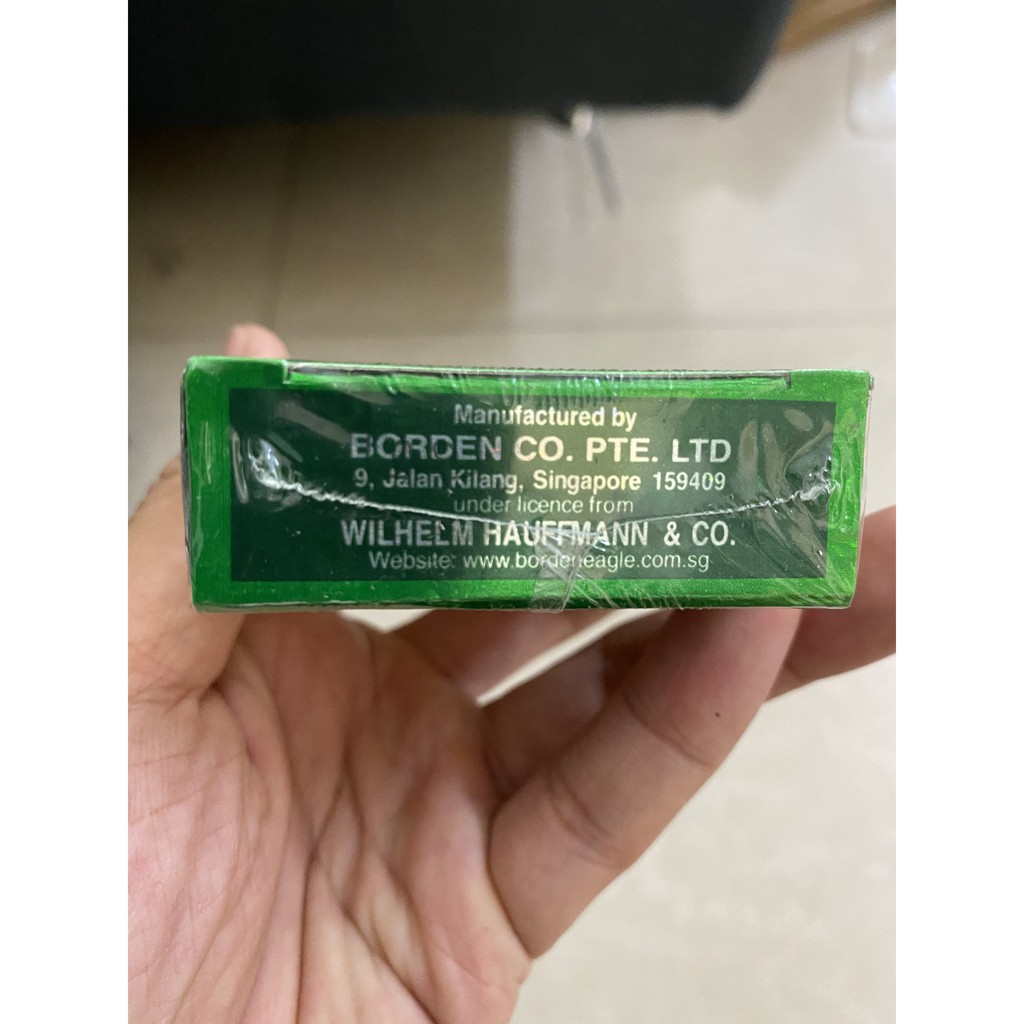 Manufactured by
BORDEN CO. PTE. LTD
9, Jalan Kilang, Singapore 159409
under licence from
WILHELM HAUFFMANN & CO.
Website: www.bordeneagle.com.sg